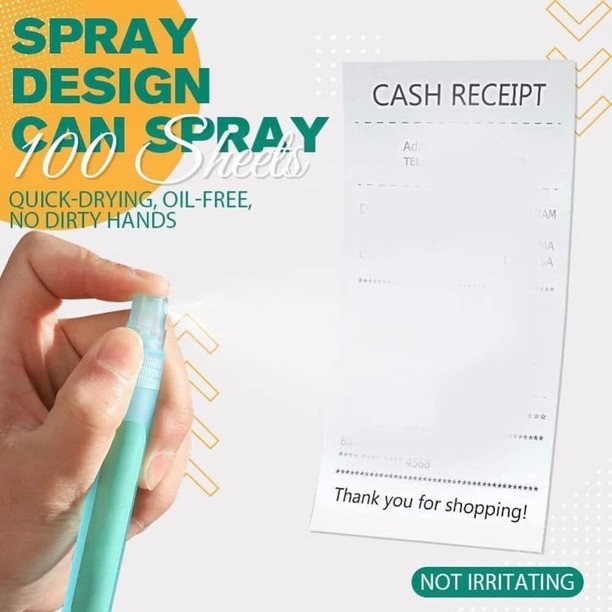 SPRAY
DESIGN
CAN SPRAY
100 Sheets
QUICK-DRYING, OIL-FREE,
NO DIRTY HANDS
CASH RECEIPT
4568
Thank you for shopping!
NOT IRRITATING